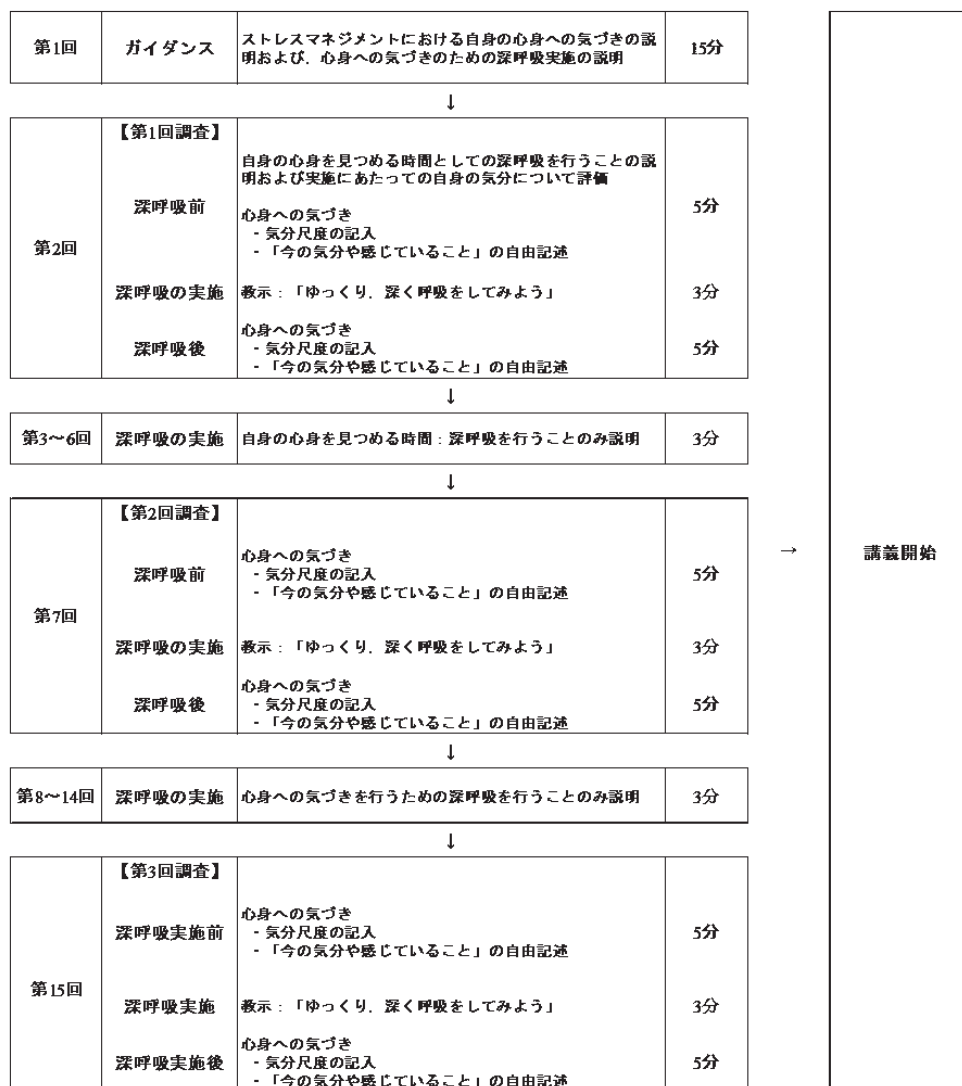 第1回 ガイダンス ストレスマネジメントにおける自身の心身への気づきの説 15分
明および，心身への気づきのための深呼吸実施の説明
↓
【第1回調査】
自身の心身を見つめる時間としての深呼吸を行うことの説
明および実施にあたっての自身の気分について評価
深呼吸前 5分
心身への気づき
- 気分尺度の記入
第2回
- 「今の気分や感じていること」の自由記述
深呼吸の実施 教示：「ゆっくり，深く呼吸をしてみよう」 3分
心身への気づき
深呼吸後 - 気分尺度の記入 5分
- 「今の気分や感じていること」の自由記述
↓
第3～6回 深呼吸の実施 自身の心身を見つめる時間：深呼吸を行うことのみ説明 3分
↓
【第2回調査】
心身への気づき
深呼吸前 - 気分尺度の記入 5分
- 「今の気分や感じていること」の自由記述
第7回
深呼吸の実施 教示：「ゆっくり，深く呼吸をしてみよう」 3分
心身への気づき
深呼吸後 - 気分尺度の記入 5分
- 「今の気分や感じていること」の自由記述
↓
第8～14回 深呼吸の実施 心身への気づきを行うための深呼吸を行うことのみ説明 3分
↓
【第3回調査】
心身への気づき
深呼吸実施前 - 気分尺度の記入 5分
- 「今の気分や感じていること」の自由記述
第15回
深呼吸実施 教示：「ゆっくり，深く呼吸をしてみよう」 3分
心身への気づき
深呼吸実施後 - 気分尺度の記入 5分
- 「今の気分や感じていること」の自由記述
→ 講義開始